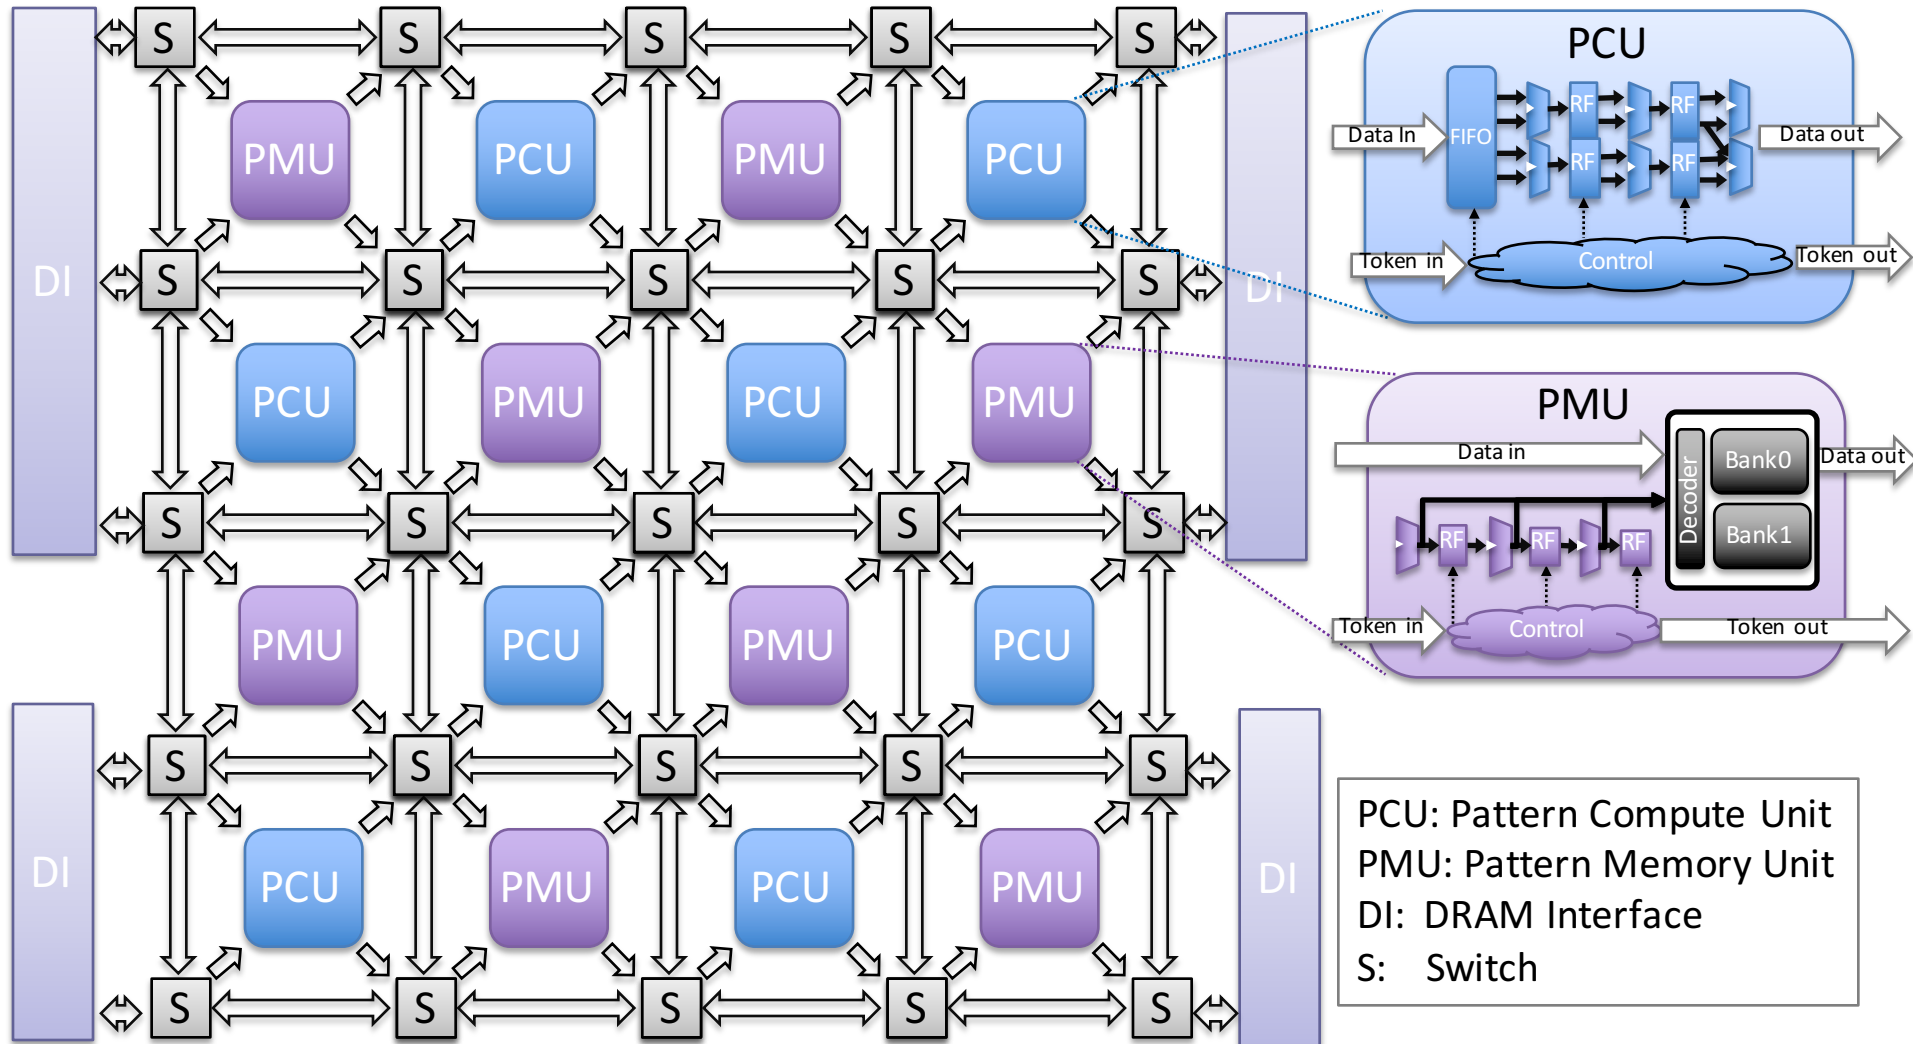 S S S S S
PMU PCU PMU PCU
DI S S S S S DI
PCU PMU PCU PMU
S S S S S
PMU PCU PMU PCU
S S S S S
DI PCU PMU PCU PMU DI
S S S S S
PCU
Data In FIFO RF RF Data out
RF RF
Token in Control Token out
PMU
Data in Decoder Bank0 Data out
RF RF RF Bank1
Token in Control Token out
PCU: Pattern Compute Unit
PMU: Pattern Memory Unit
DI: DRAM Interface
S: Switch